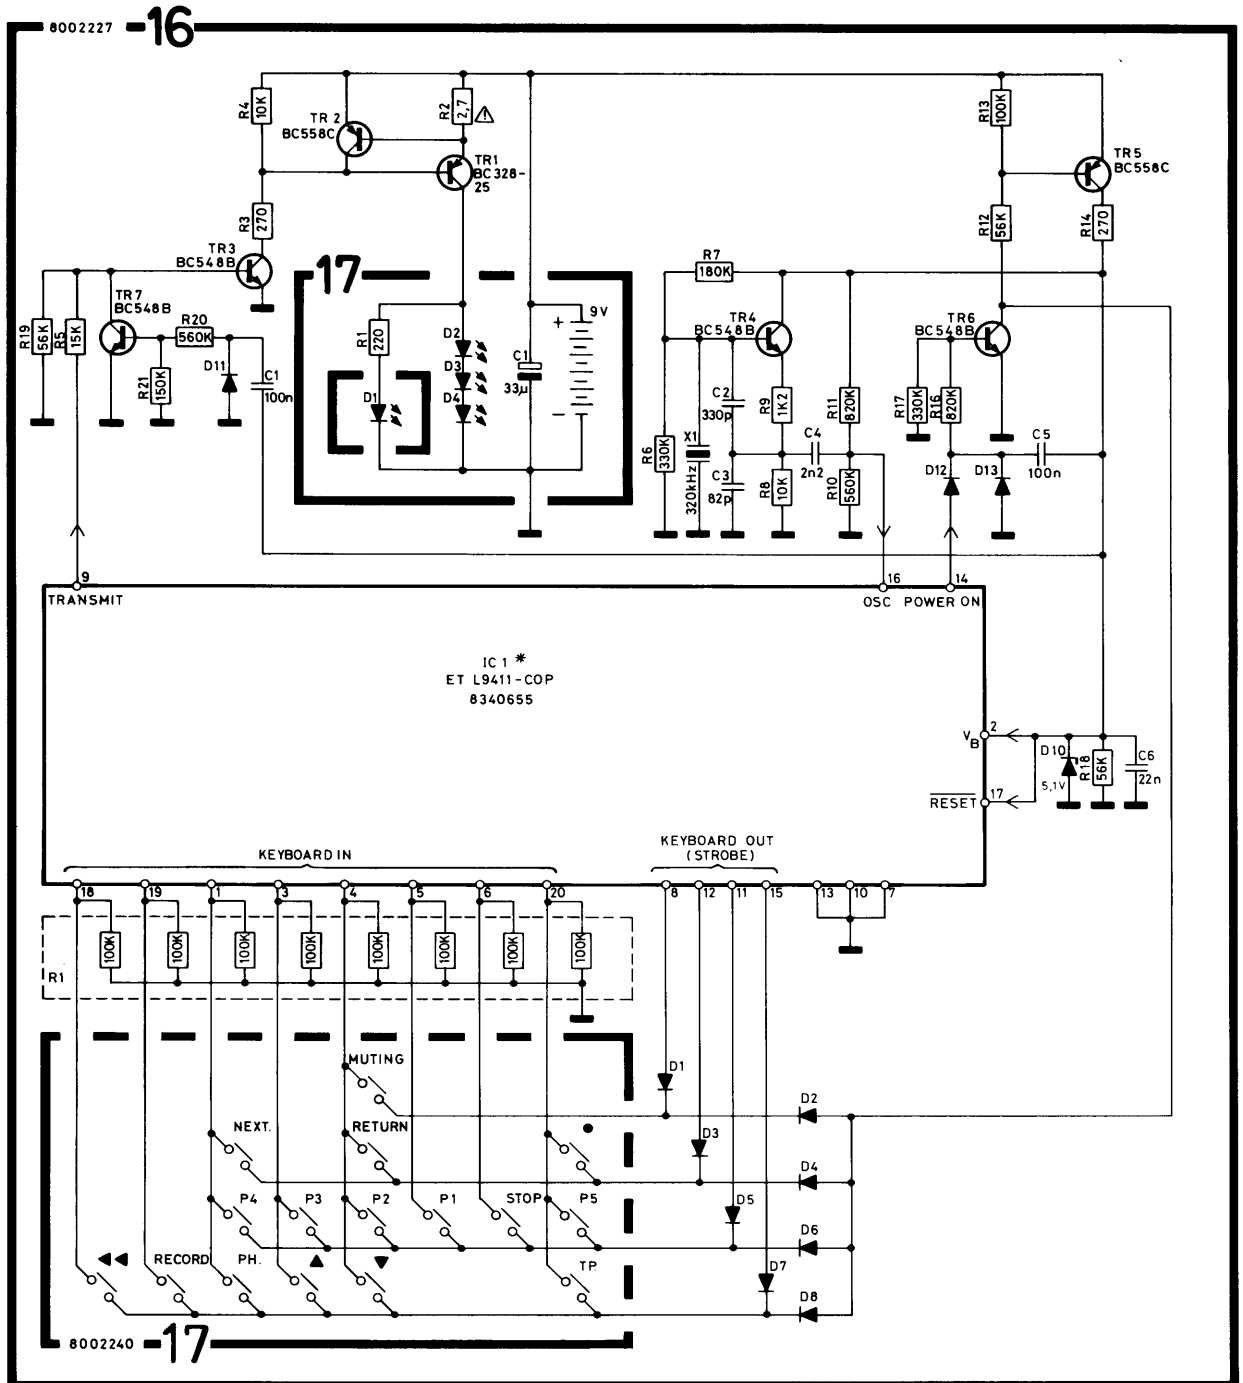 8002227 -16
R4
10K
TR 2
BC558C
R2
2,7
TR1
BC328-
25
R13
100K
TR5
BC558C
R3
270
R12
56K
R14
270
TR3
BC548B
17
R7
180K
TR7
BC548B
R19
56K
R5
15K
R20
560K
R21
150K
D11
C1
100n
R1
220
D1
D2
D3
D4
C1
33µ
+
9V
−
TR4
BC548B
TR6
BC548B
C2
330p
R9
1K2
R11
820K
R17
330K
R16
820K
R6
330K
X1
320kHz
C3
82p
C4
2n2
R8
10K
R10
560K
D12
D13
C5
100n
9
16
14
TRANSMIT
OSC
POWER ON
IC 1 *
ET L9411-COP
8340655
VB
2
D10
5,1V
R18
56K
C6
22n
RESET
17
KEYBOARD IN
KEYBOARD OUT
(STROBE)
18
19
1
3
4
5
6
20
8
12
11
15
13
10
7
R1
100K
100K
100K
100K
100K
100K
100K
100K
MUTING
D1
D2
NEXT.
RETURN
●
D3
D4
P4
P3
P2
P1
STOP
P5
D5
D6
◀◀
RECORD
PH.
▲
▼
TP.
D7
D8
8002240 -17